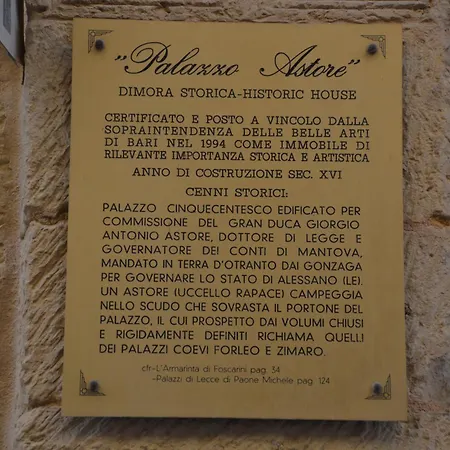 "Palazzo Astore"
DIMORA STORICA-HISTORIC HOUSE
CERTIFICATO E POSTO A VINCOLO DALLA
SOPRAINTENDENZA DELLE BELLE ARTI
DI BARI NEL 1994 COME IMMOBILE DI
RILEVANTE IMPORTANZA STORICA E ARTISTICA
ANNO DI COSTRUZIONE SEC. XVI
CENNI STORICI:
PALAZZO CINQUECENTESCO EDIFICATO PER
COMMISSIONE DEL GRAN DUCA GIORGIO
ANTONIO ASTORE, DOTTORE DI LEGGE E
GOVERNATORE DEI CONTI DI MANTOVA,
MANDATO IN TERRA D'OTRANTO DAI GONZAGA
PER GOVERNARE LO STATO DI ALESSANO (LE).
UN ASTORE (UCCELLO RAPACE) CAMPEGGIA
NELLO SCUDO CHE SOVRASTA IL PORTONE DEL
PALAZZO, IL CUI PROSPETTO DAI VOLUMI CHIUSI
E RIGIDAMENTE DEFINITI RICHIAMA QUELLI
DEI PALAZZI COEVI FORLEO E ZIMARO.
cfr-L'Armarinta di Foscarini pag. 34
-Palazzi di Lecce di Paone Michele pag. 124